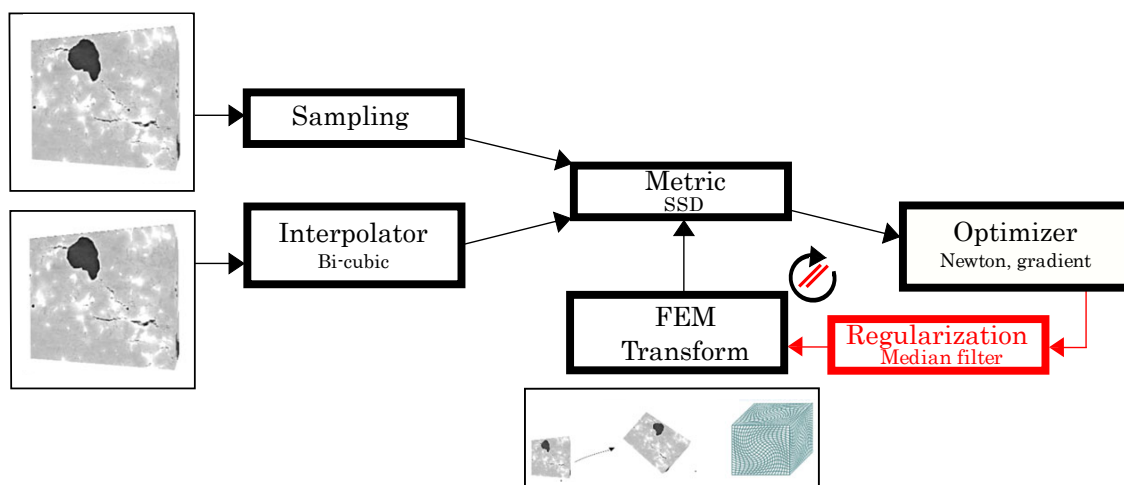 Sampling
Metric
SSD
Interpolator
Bi-cubic
Optimizer
Newton, gradient
FEM
Transform
Regularization
Median filter